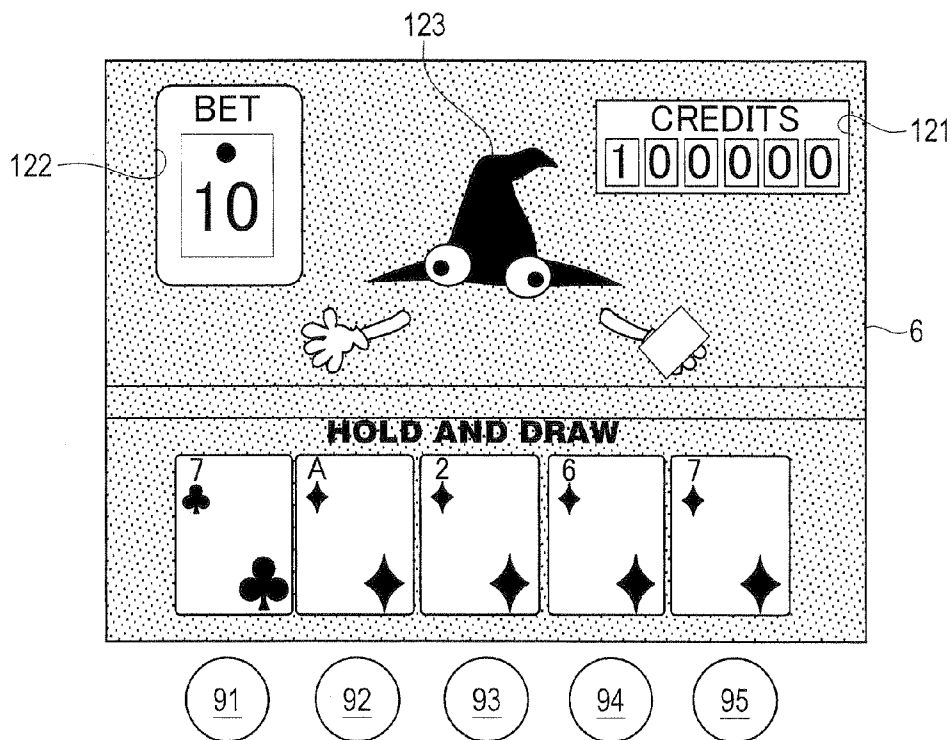 123
BET
10
CREDITS
100000
121
122
6
HOLD AND DRAW
7 A 2 6 7
91 92 93 94 95